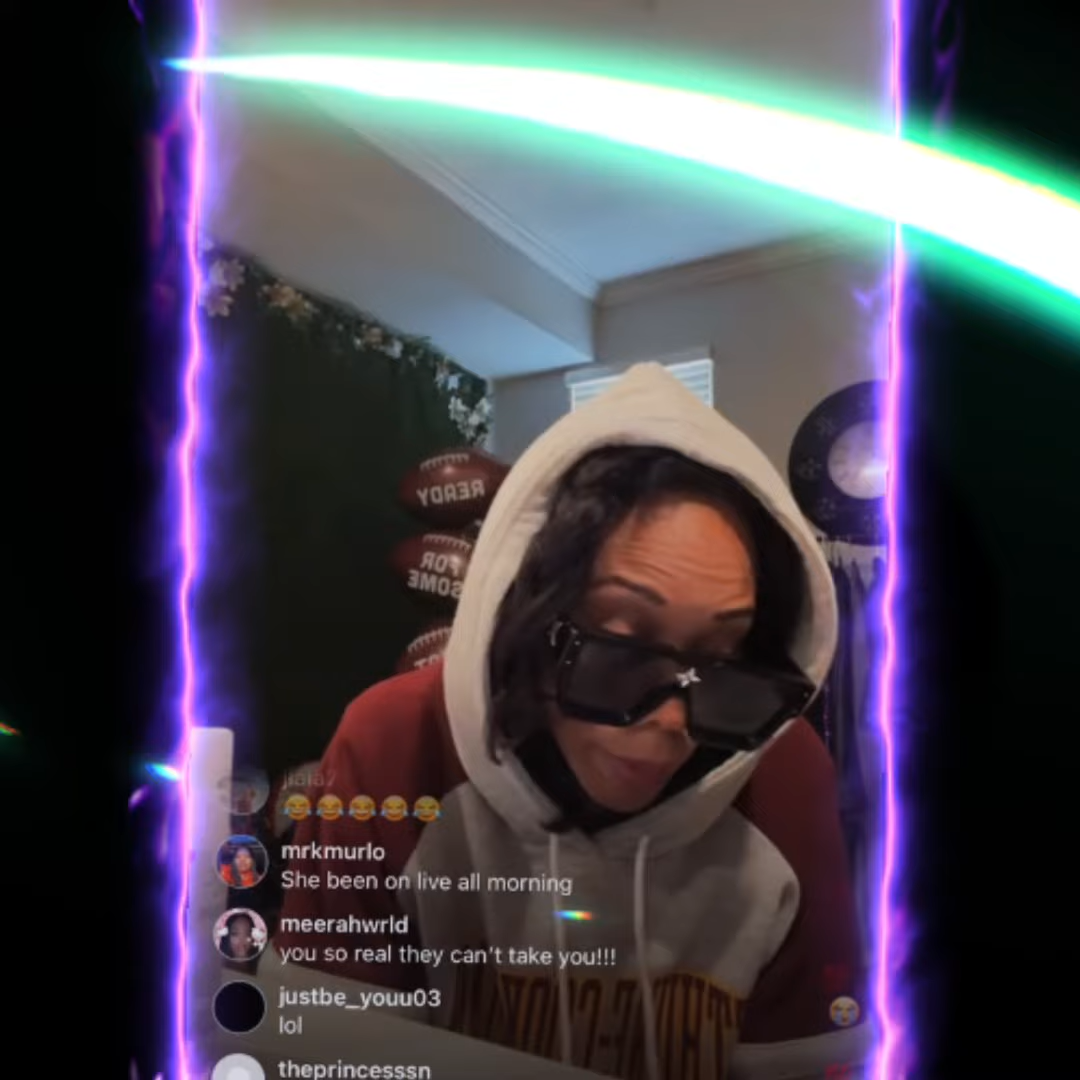 READY
FOR
SOME
jiaia2
😂😂😂😂😂
mrkmurlo
She been on live all morning
meerahwrld
you so real they can't take you!!!
justbe_youu03
lol
theprincesssn